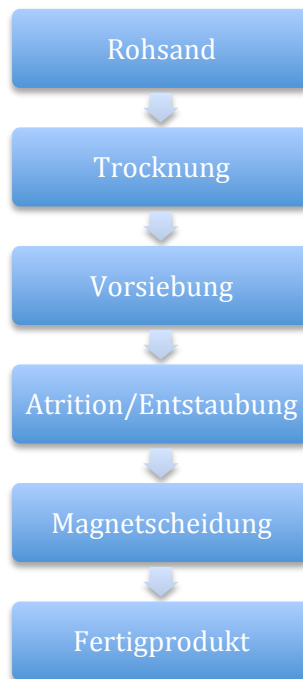 Rohsand
Trocknung
Vorsiebung
Atrition/Entstaubung
Magnetscheidung
Fertigprodukt